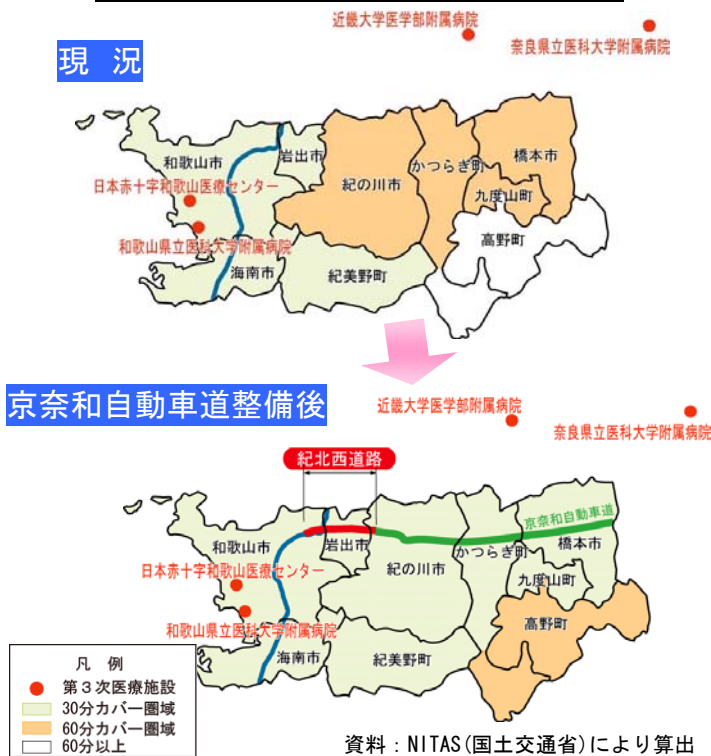 近畿大学医学部附属病院
奈良県立医科大学附属病院
現　況
和歌山市
岩出市
紀の川市
かつらぎ町
橋本市
九度山町
高野町
日本赤十字和歌山医療センター
和歌山県立医科大学附属病院
海南市
紀美野町
京奈和自動車道整備後
近畿大学医学部附属病院
奈良県立医科大学附属病院
紀北西道路
京奈和自動車道
和歌山市
岩出市
紀の川市
かつらぎ町
橋本市
九度山町
高野町
日本赤十字和歌山医療センター
和歌山県立医科大学附属病院
海南市
紀美野町
凡　例
第３次医療施設
30分カバー圏域
60分カバー圏域
60分以上
資料：NITAS(国土交通省)により算出